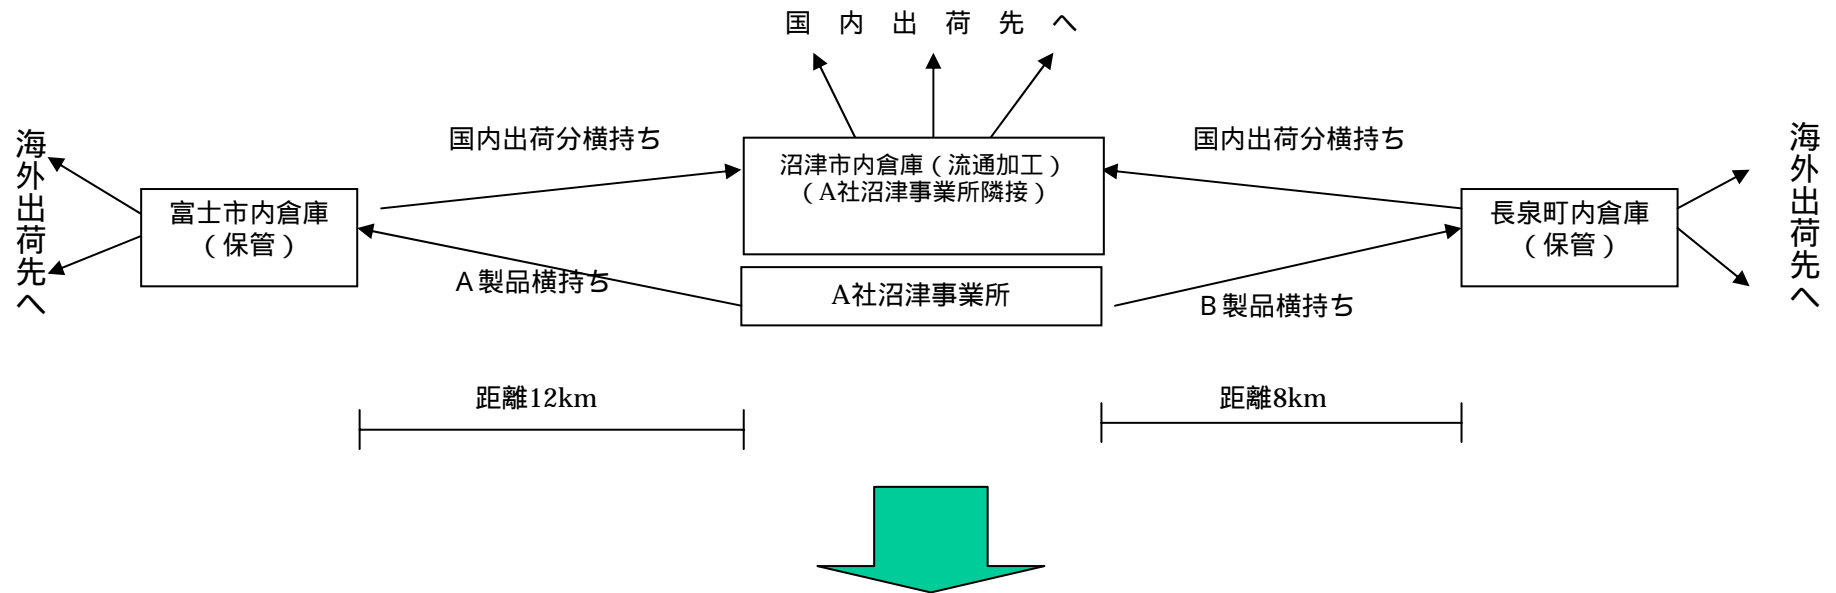 国内出荷先へ
海外出荷先へ
国内出荷分横持ち
沼津市内倉庫（流通加工）
（A社沼津事業所隣接）
国内出荷分横持ち
海外出荷先へ
富士市内倉庫
（保管）
長泉町内倉庫
（保管）
Ａ製品横持ち
A社沼津事業所
Ｂ製品横持ち
距離12km
距離8km